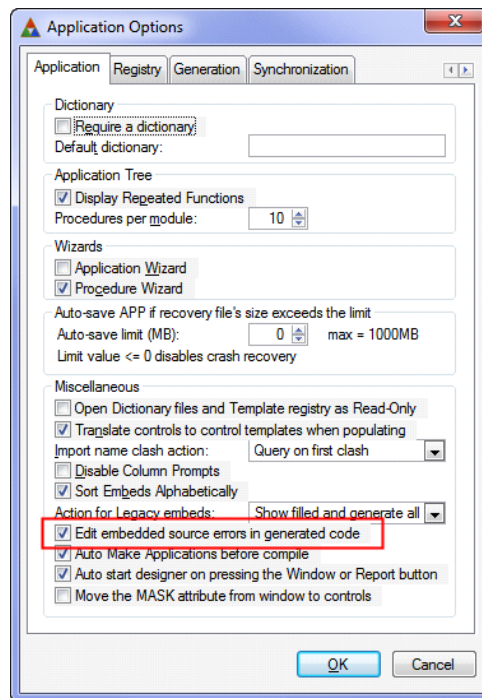 Application Options
Application Registry Generation Synchronization
Dictionary
Require a dictionary
Default dictionary:
Application Tree
Display Repeated Functions
Procedures per module: 10
Wizards
Application Wizard
Procedure Wizard
Auto-save APP if recovery file's size exceeds the limit
Auto-save limit (MB): 0 max = 1000MB
Limit value <= 0 disables crash recovery
Miscellaneous
Open Dictionary files and Template registry as Read-Only
Translate controls to control templates when populating
Import name clash action: Query on first clash
Disable Column Prompts
Sort Embeds Alphabetically
Action for Legacy embeds: Show filled and generate all
Edit embedded source errors in generated code
Auto Make Applications before compile
Auto start designer on pressing the Window or Report button
Move the MASK attribute from window to controls
OK Cancel